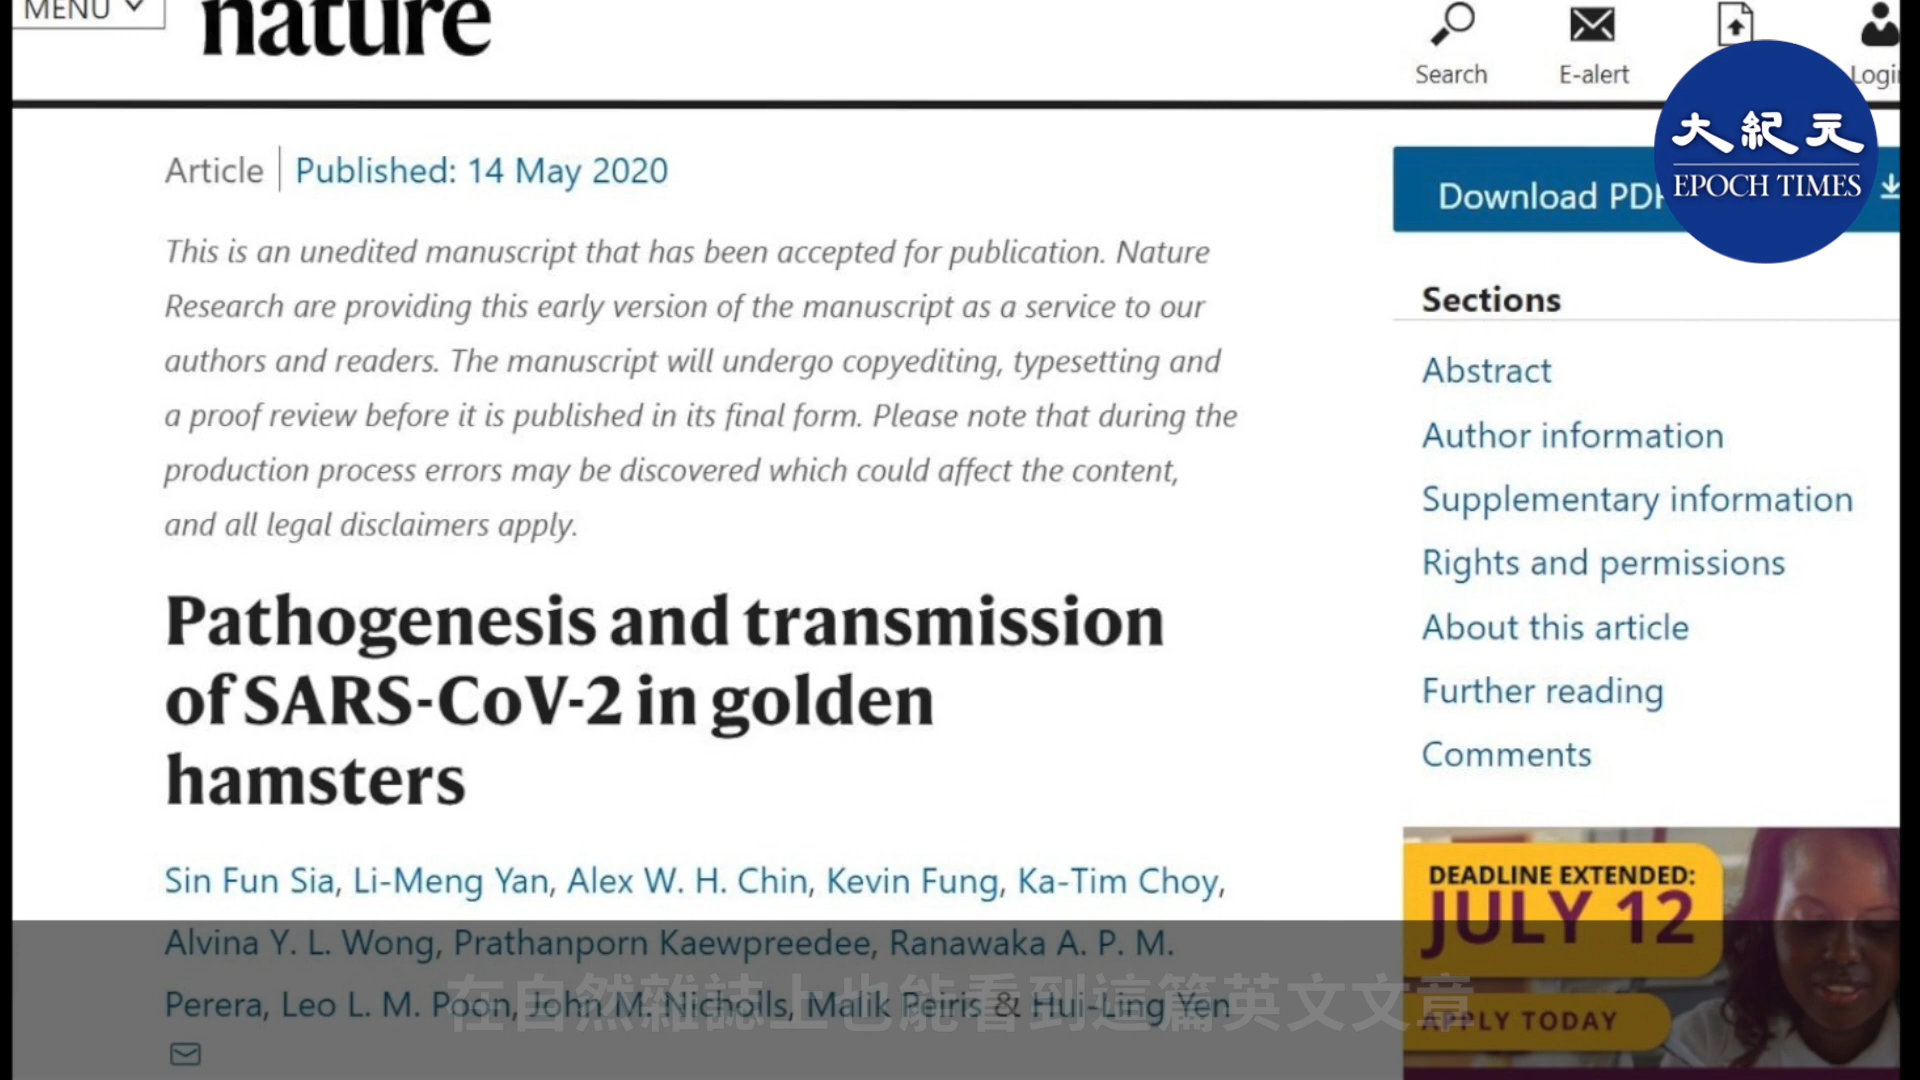 MENU
nature
Search
E-alert
Login
大紀元
EPOCH TIMES
Article
Published: 14 May 2020
Download PDF
This is an unedited manuscript that has been accepted for publication. Nature
Research are providing this early version of the manuscript as a service to our
authors and readers. The manuscript will undergo copyediting, typesetting and
a proof review before it is published in its final form. Please note that during the
production process errors may be discovered which could affect the content,
and all legal disclaimers apply.
Pathogenesis and transmission
of SARS-CoV-2 in golden
hamsters
Sin Fun Sia, Li-Meng Yan, Alex W. H. Chin, Kevin Fung, Ka-Tim Choy,
Alvina Y. L. Wong, Prathanporn Kaewpreedee, Ranawaka A. P. M.
Perera, Leo L. M. Poon, John M. Nicholls, Malik Peiris & Hui-Ling Yen
在自然雜誌上也能看到這篇英文文章
Sections
Abstract
Author information
Supplementary information
Rights and permissions
About this article
Further reading
Comments
DEADLINE EXTENDED:
JULY 12
APPLY TODAY